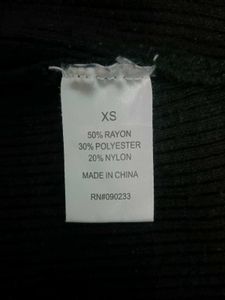 XS
50% RAYON
30% POLYESTER
20% NYLON
MADE IN CHINA
RN#090233